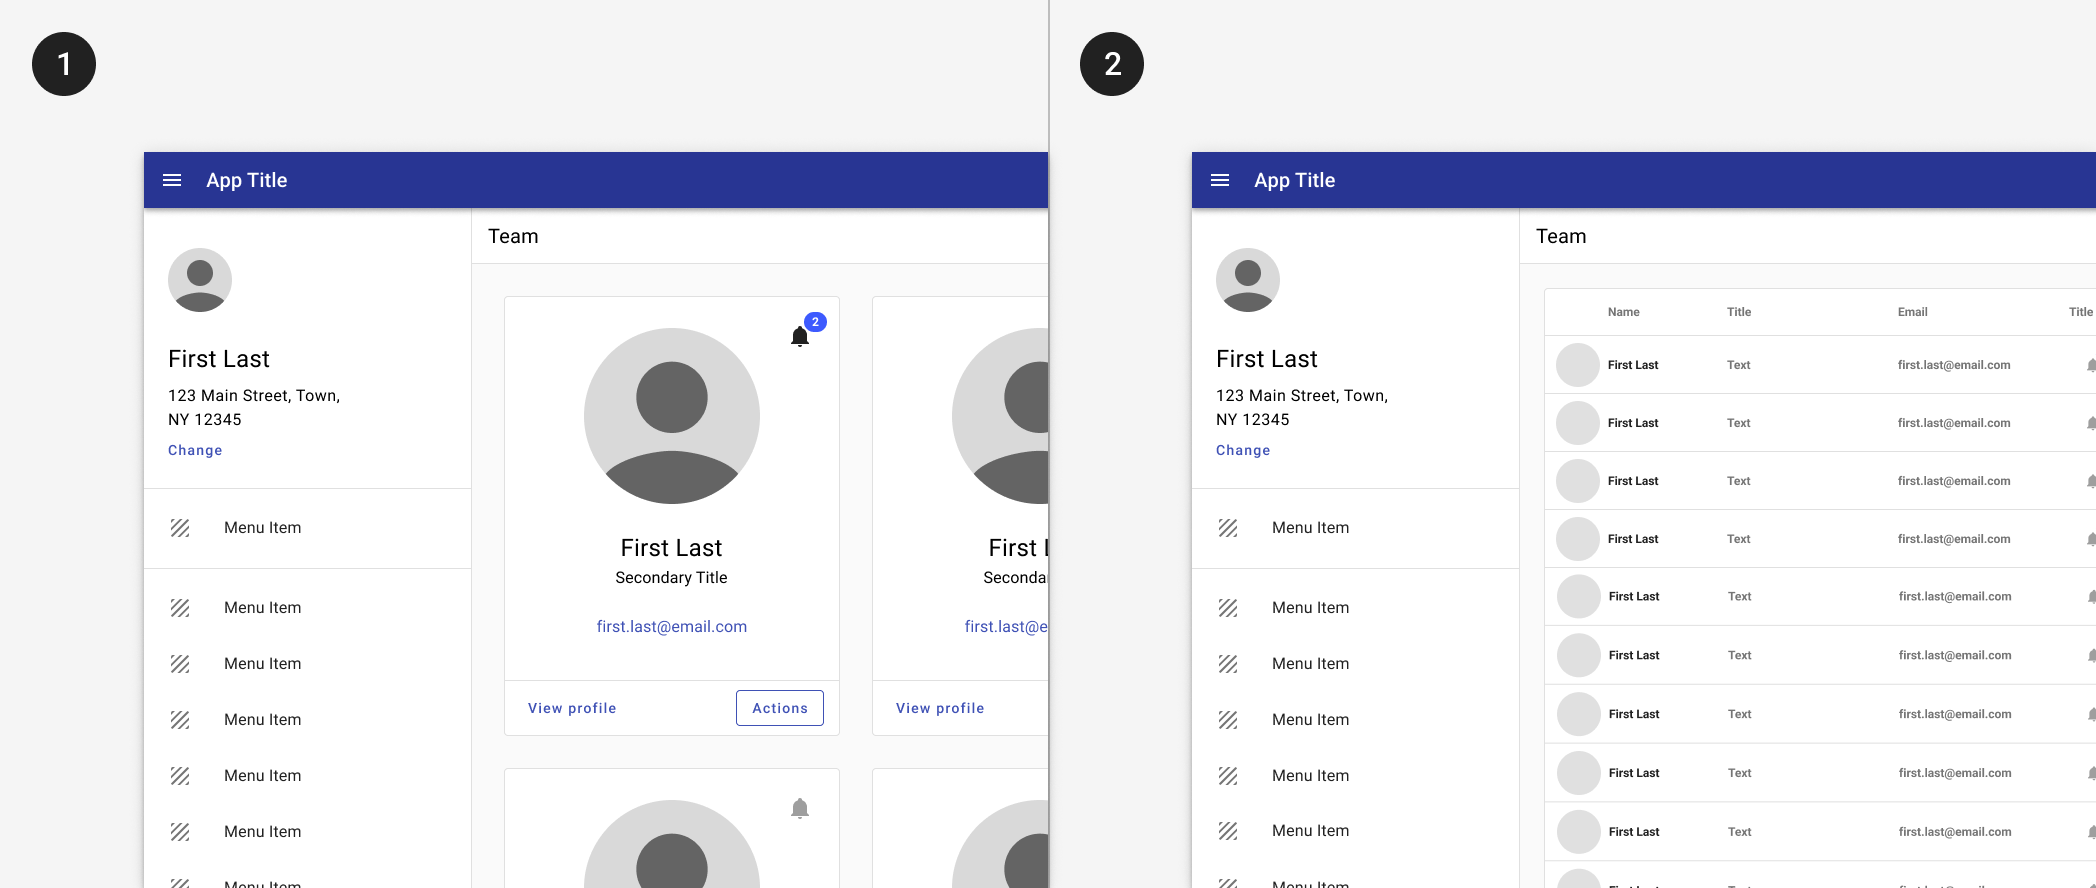 1
App Title
First Last
123 Main Street, Town,
NY 12345
Change
Menu Item
Menu Item
Menu Item
Menu Item
Menu Item
Menu Item
Menu Item
Team
2
First Last
Secondary Title
first.last@email.com
View profile
Actions
First L
Seconda
first.last@e
View profile
2
App Title
First Last
123 Main Street, Town,
NY 12345
Change
Menu Item
Menu Item
Menu Item
Menu Item
Menu Item
Menu Item
Menu Item
Team
Name Title Email Title
First Last Text first.last@email.com
First Last Text first.last@email.com
First Last Text first.last@email.com
First Last Text first.last@email.com
First Last Text first.last@email.com
First Last Text first.last@email.com
First Last Text first.last@email.com
First Last Text first.last@email.com
First Last Text first.last@email.com
First Last Text first.last@email.com